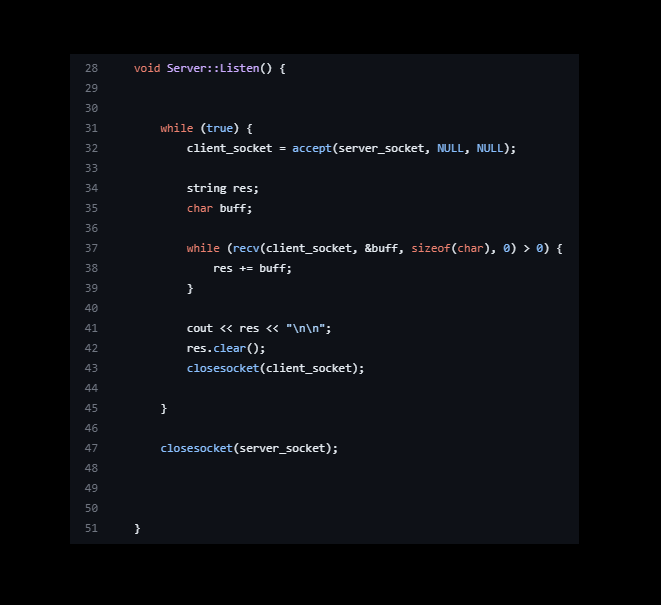 28 void Server::Listen() {
29
30
31 while (true) {
32 client_socket = accept(server_socket, NULL, NULL);
33
34 string res;
35 char buff;
36
37 while (recv(client_socket, &buff, sizeof(char), 0) > 0) {
38 res += buff;
39 }
40
41 cout << res << "\n\n";
42 res.clear();
43 closesocket(client_socket);
44
45 }
46
47 closesocket(server_socket);
48
49
50
51 }